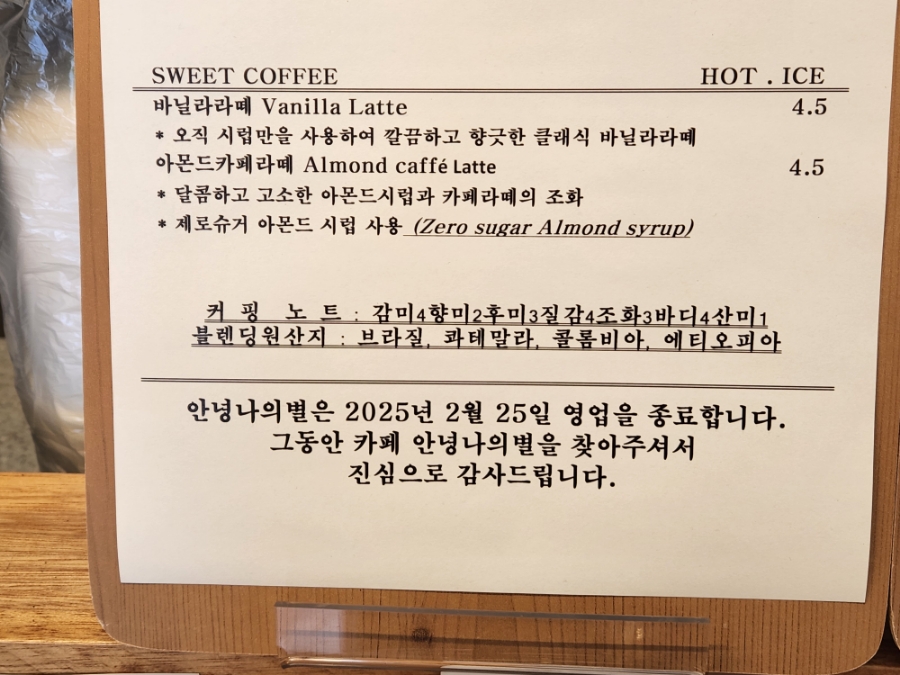 SWEET COFFEE HOT . ICE
바닐라라떼 Vanilla Latte 4.5
* 오직 시럽만을 사용하여 깔끔하고 향긋한 클래식 바닐라라떼
아몬드카페라떼 Almond caffé Latte 4.5
* 달콤하고 고소한 아몬드시럽과 카페라떼의 조화
* 제로슈거 아몬드 시럽 사용 (Zero sugar Almond syrup)
커 핑 노 트 : 감미4향미2후미3질감4조화3바디4산미1
블렌딩원산지 : 브라질, 콰테말라, 콜롬비아, 에티오피아
안녕나의별은 2025년 2월 25일 영업을 종료합니다.
그동안 카페 안녕나의별을 찾아주셔서
진심으로 감사드립니다.